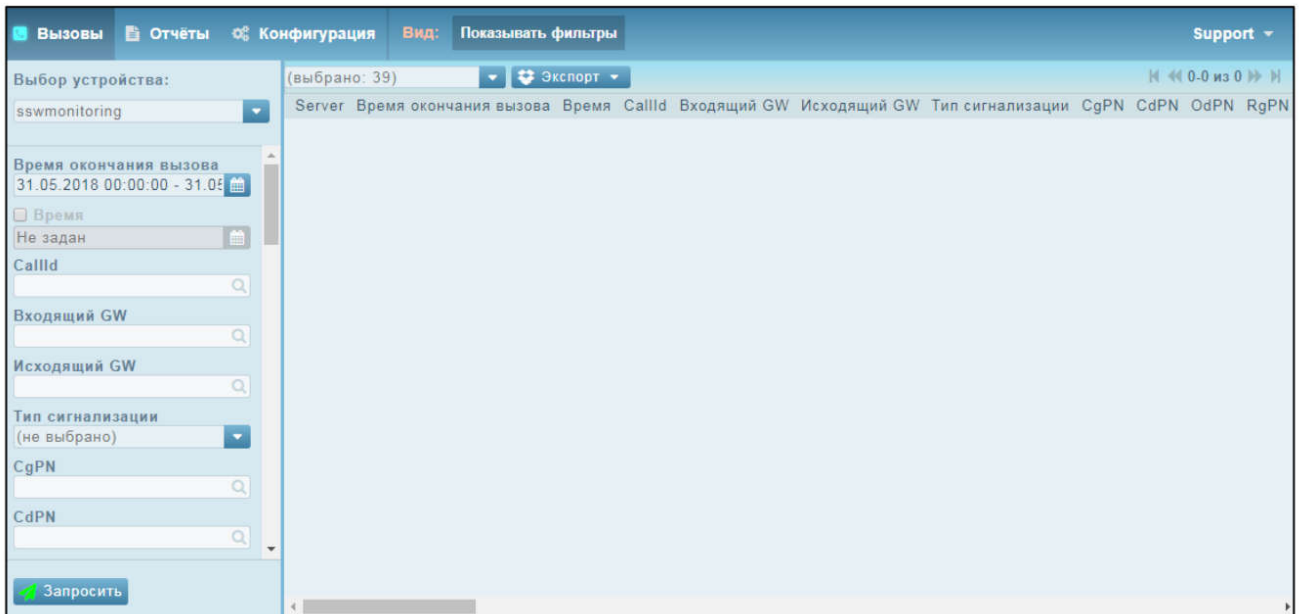 Вызовы Отчёты Конфигурация Вид: Показывать фильтры Support
Выбор устройства:
sswmonitoring
(выбрано: 39) Экспорт 0-0 из 0
Server Время окончания вызова Время CallId Входящий GW Исходящий GW Тип сигнализации CgPN CdPN OdPN RgPN
Время окончания вызова
31.05.2018 00:00:00 - 31.05
Время
Не задан
CallId
Входящий GW
Исходящий GW
Тип сигнализации
(не выбрано)
CgPN
CdPN
Запросить